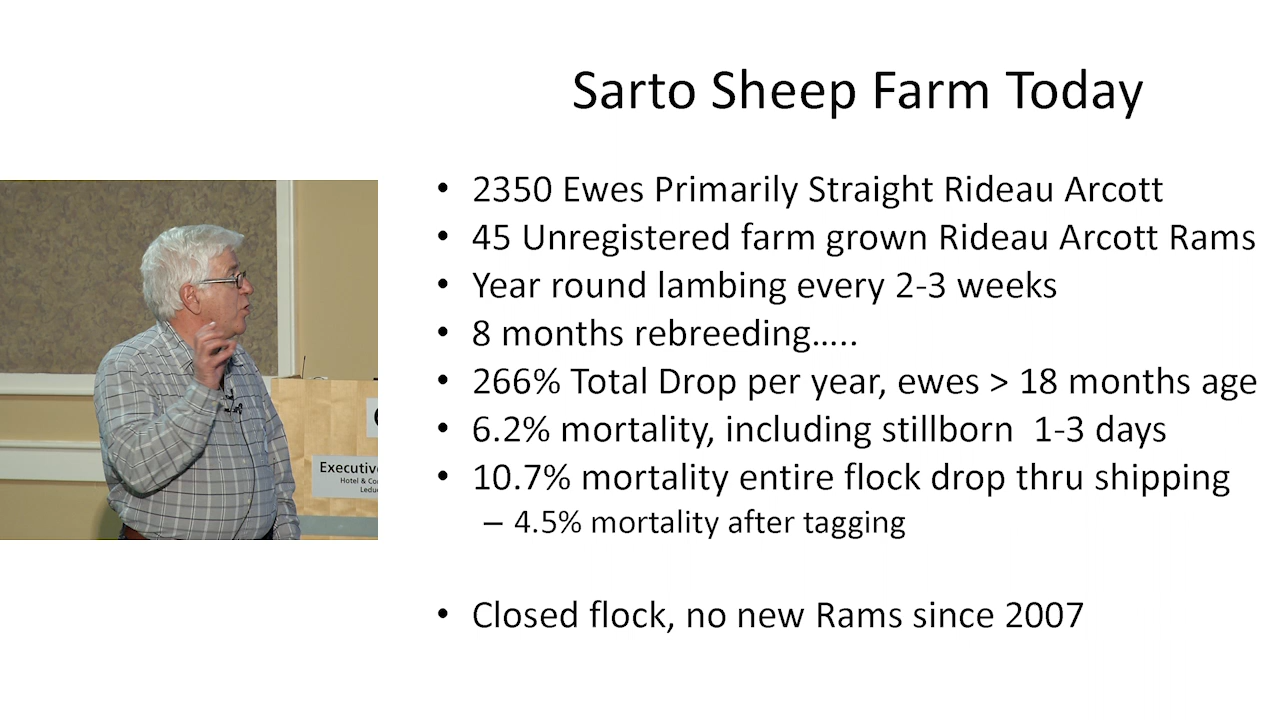 Sarto Sheep Farm Today
• 2350 Ewes Primarily Straight Rideau Arcott
• 45 Unregistered farm grown Rideau Arcott Rams
• Year round lambing every 2-3 weeks
• 8 months rebreeding…..
• 266% Total Drop per year, ewes > 18 months age
• 6.2% mortality, including stillborn 1-3 days
• 10.7% mortality entire flock drop thru shipping
– 4.5% mortality after tagging
• Closed flock, no new Rams since 2007
Executive
Hotel & Co
Ledu